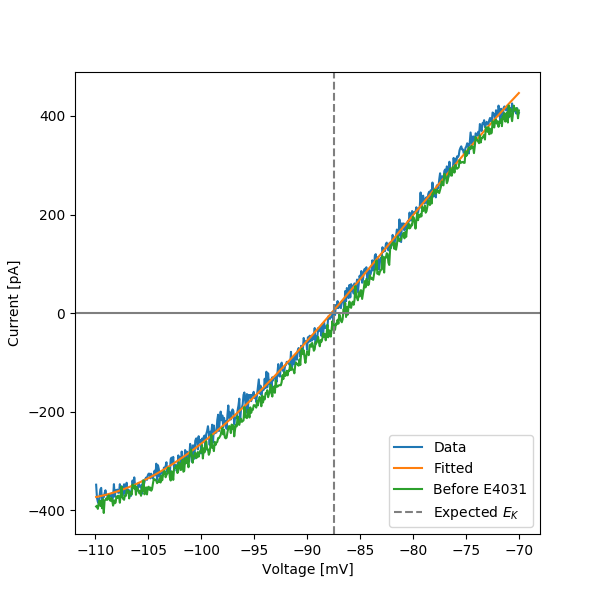 400
200
0
−200
−400
Current [pA]
Data
Fitted
Before E4031
Expected E_K
−110 −105 −100 −95 −90 −85 −80 −75 −70
Voltage [mV]